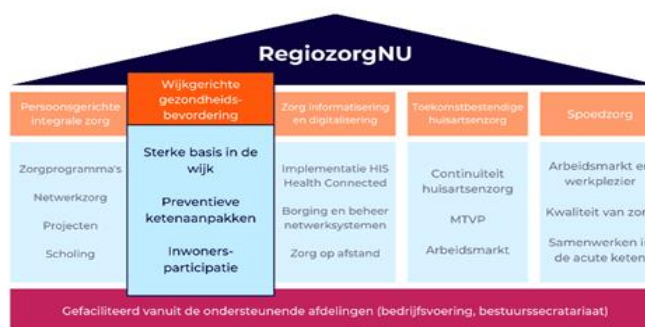 RegiozorgNU
Persoonsgerichte
integrale zorg
Wijkgerichte
gezondheids-
bevordering
Zorg informatisering
en digitalisering
Toekomstbestendige
huisartsenzorg
Spoedzorg
Zorgprogramma's
Netwerkzorg
Projecten
Scholing
Sterke basis in de
wijk
Preventieve
ketenaanpakken
Inwoners-
participatie
Implementatie HIS
Health Connected
Borging en beheer
netwerksystemen
Zorg op afstand
Continuïteit
huisartsenzorg
MTVP
Arbeidsmarkt
Arbeidsmarkt en
werkplezier
Kwaliteit van zorg
Samenwerken in
de acute keten
Gefaciliteerd vanuit de ondersteunende afdelingen (bedrijfsvoering, bestuurssecratariaat)